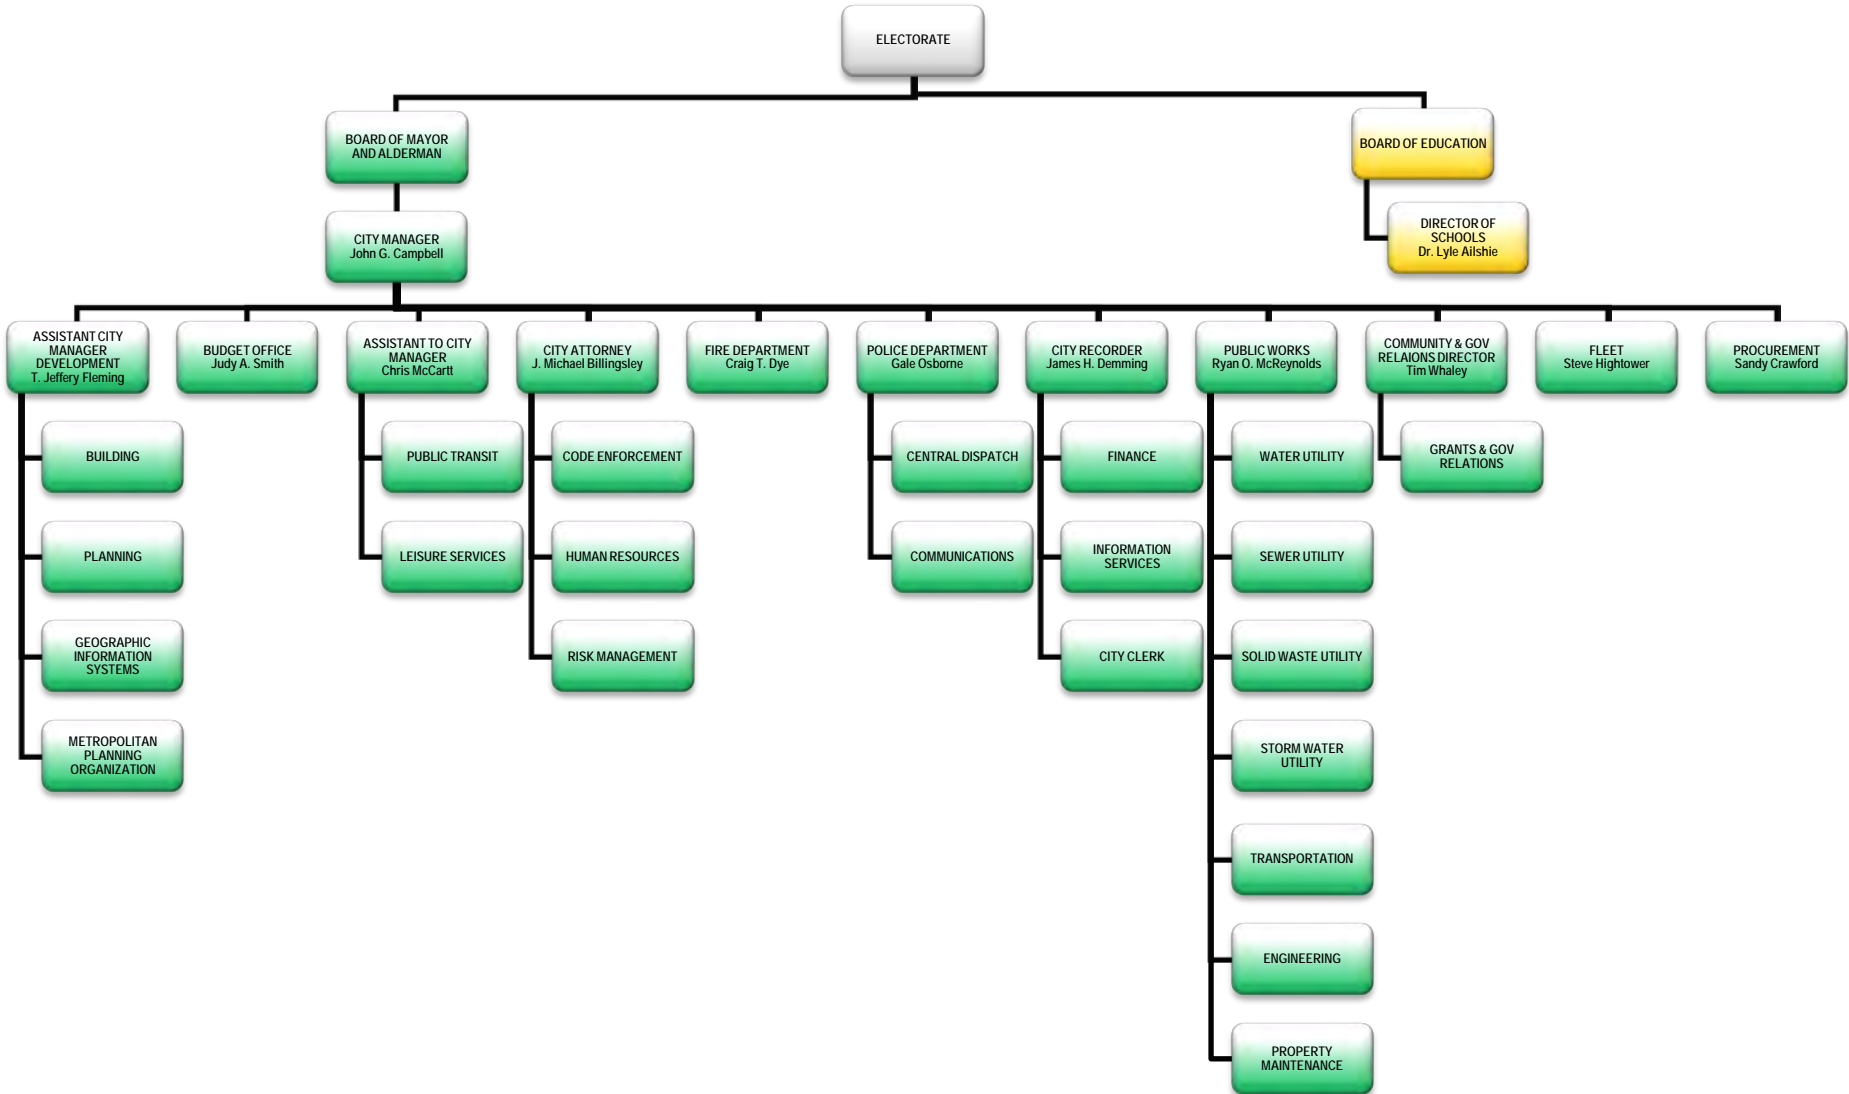 ELECTORATE
BOARD OF MAYOR
AND ALDERMAN
BOARD OF EDUCATION
CITY MANAGER
John G. Campbell
DIRECTOR OF
SCHOOLS
Dr. Lyle Ailshie
ASSISTANT CITY
MANAGER
DEVELOPMENT
T. Jeffery Fleming
BUDGET OFFICE
Judy A. Smith
ASSISTANT TO CITY
MANAGER
Chris McCartt
CITY ATTORNEY
J. Michael Billingsley
FIRE DEPARTMENT
Craig T. Dye
POLICE DEPARTMENT
Gale Osborne
CITY RECORDER
James H. Demming
PUBLIC WORKS
Ryan O. McReynolds
COMMUNITY & GOV
RELAIONS DIRECTOR
Tim Whaley
FLEET
Steve Hightower
PROCUREMENT
Sandy Crawford
BUILDING
PUBLIC TRANSIT
CODE ENFORCEMENT
CENTRAL DISPATCH
FINANCE
WATER UTILITY
GRANTS & GOV
RELATIONS
PLANNING
LEISURE SERVICES
HUMAN RESOURCES
COMMUNICATIONS
INFORMATION
SERVICES
SEWER UTILITY
GEOGRAPHIC
INFORMATION
SYSTEMS
RISK MANAGEMENT
CITY CLERK
SOLID WASTE UTILITY
METROPOLITAN
PLANNING
ORGANIZATION
STORM WATER
UTILITY
TRANSPORTATION
ENGINEERING
PROPERTY
MAINTENANCE